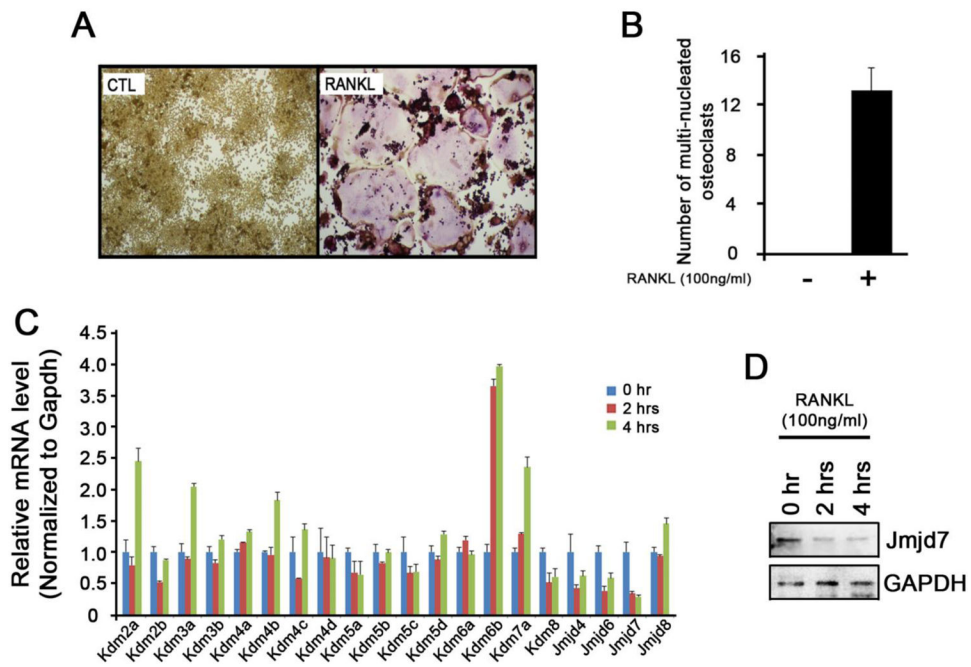 A
CTL
RANKL
B
Number of multi-nucleated
osteoclasts
16
12
8
4
0
RANKL (100ng/ml)
- +
C
Relative mRNA level
(Normalized to Gapdh)
4.5
4.0
3.5
3.0
2.5
2.0
1.5
1.0
0.5
0
0 hr
2 hrs
4 hrs
Kdm2a
Kdm2b
Kdm3a
Kdm3b
Kdm4a
Kdm4b
Kdm4c
Kdm4d
Kdm5a
Kdm5b
Kdm5c
Kdm5d
Kdm6a
Kdm6b
Kdm7a
Kdm8
Jmjd4
Jmjd6
Jmjd7
Jmjd8
D
RANKL
(100ng/ml)
0 hr
2 hrs
4 hrs
Jmjd7
GAPDH